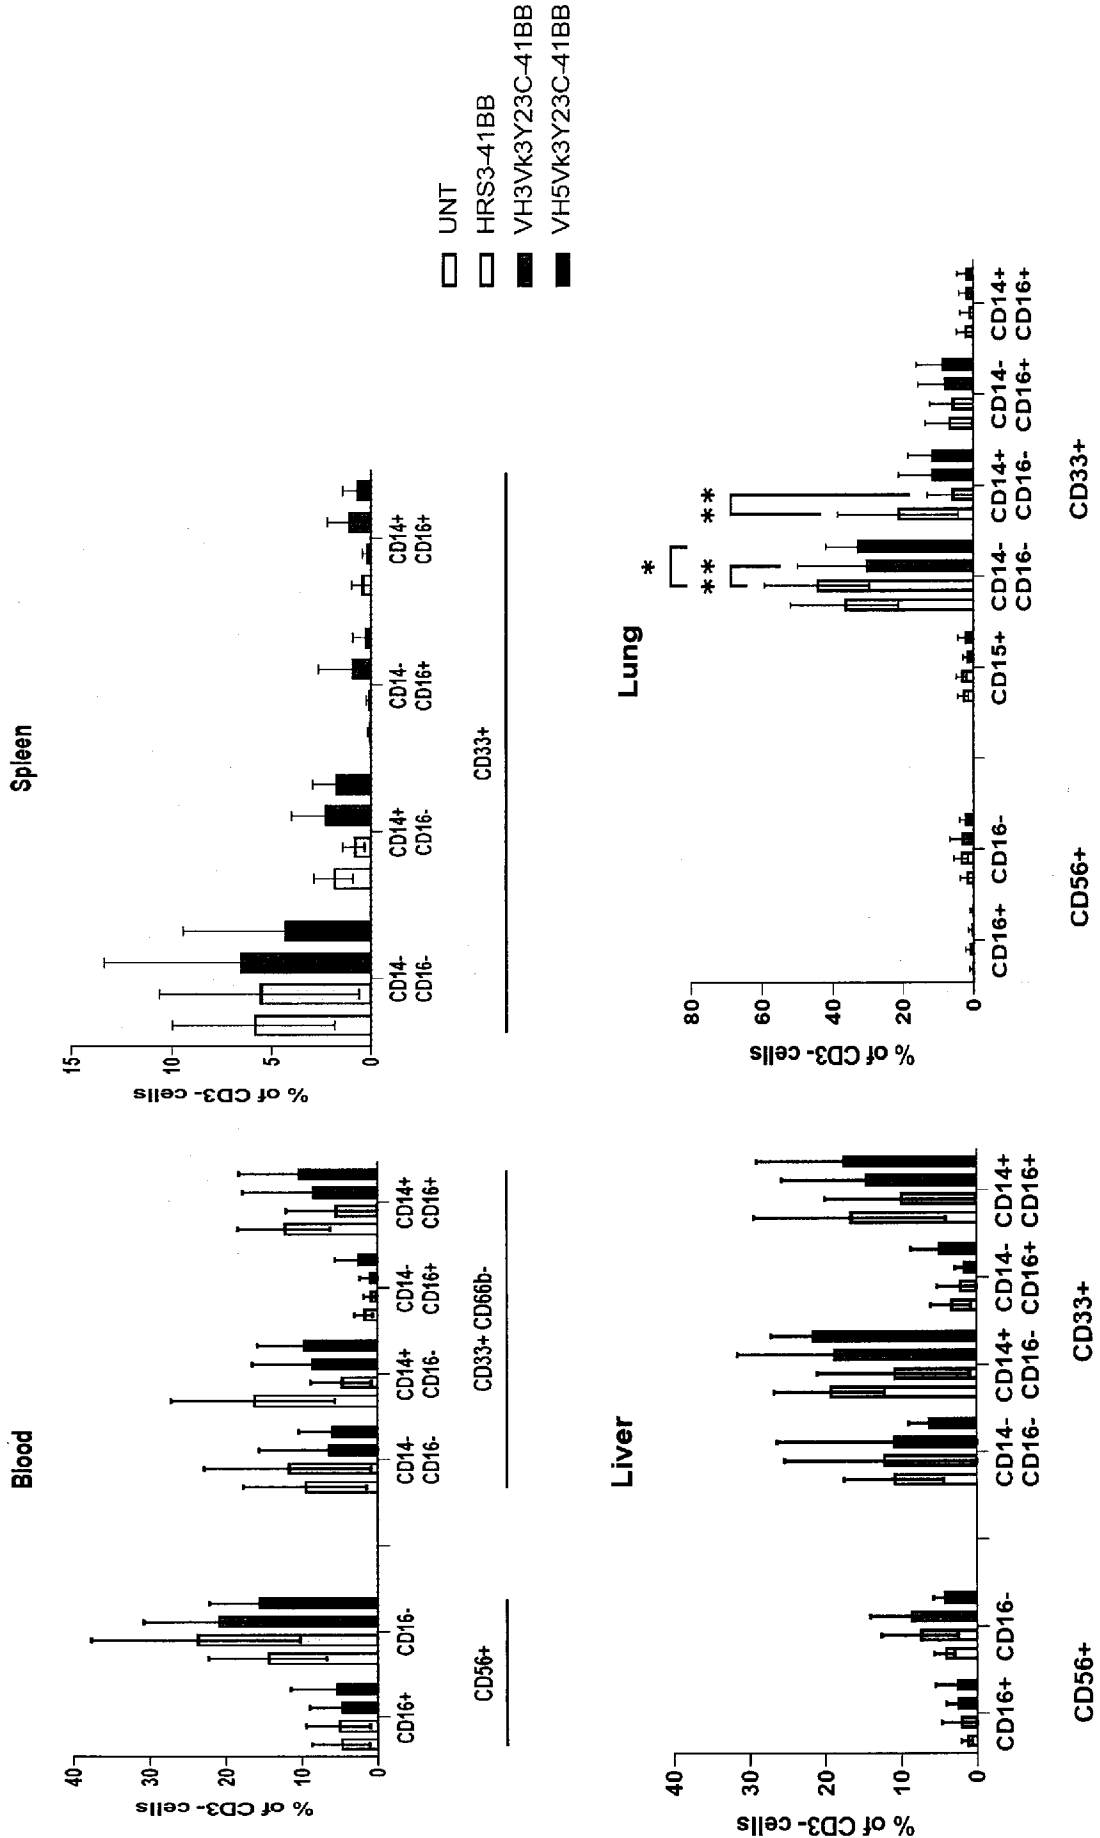 Blood
% of CD3- cells
40
30
20
10
0
CD16+
CD16-
CD14-
CD16-
CD14+
CD16-
CD14-
CD16+
CD14+
CD16+
CD56+
CD33+ CD66b-
Spleen
% of CD3- cells
15
10
5
0
CD14-
CD16-
CD14+
CD16-
CD14-
CD16+
CD14+
CD16+
CD33+
UNT
HRS3-41BB
VH3Vk3Y23C-41BB
VH5Vk3Y23C-41BB
Liver
% of CD3- cells
40
30
20
10
0
CD16+
CD16-
CD14-
CD16-
CD14+
CD16-
CD14-
CD16+
CD14+
CD16+
CD56+
CD33+
Lung
% of CD3- cells
80
60
40
20
0
*
**
**
CD16+
CD16-
CD15+
CD14-
CD16-
CD14+
CD16-
CD14-
CD16+
CD14+
CD16+
CD56+
CD33+